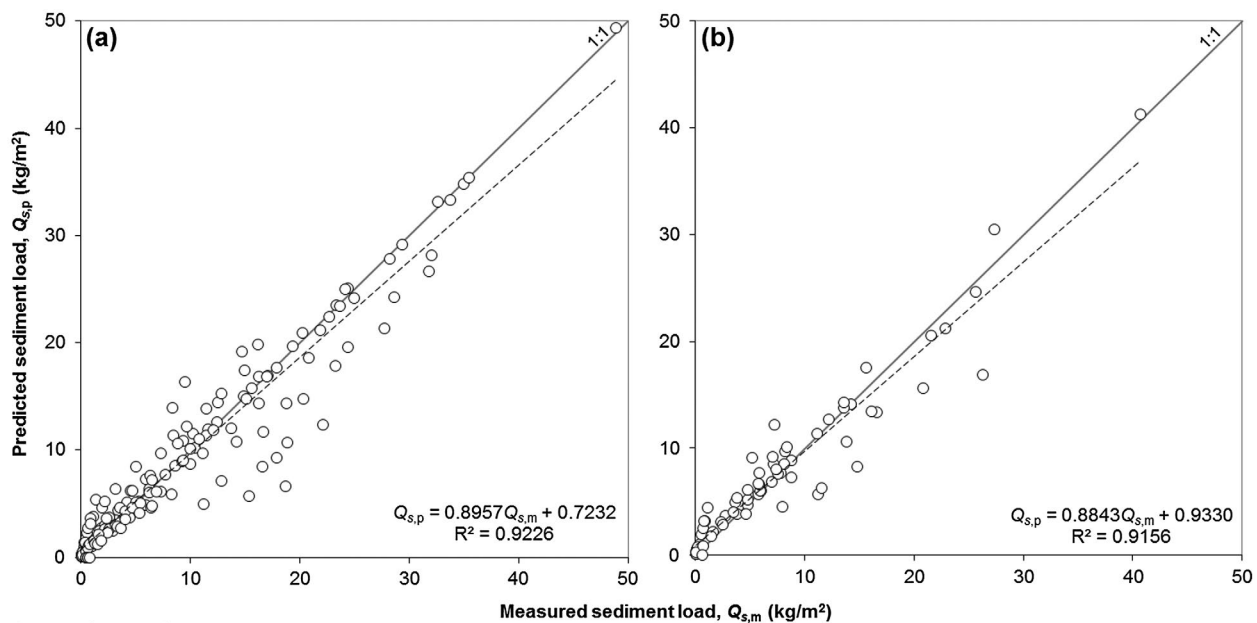 (a)
1:1
50
40
30
20
10
0
Predicted sediment load, Qs,p (kg/m²)
Qs,p = 0.8957Qs,m + 0.7232
R² = 0.9226
0 10 20 30 40 50
(b)
1:1
50
40
30
20
10
0
Qs,p = 0.8843Qs,m + 0.9330
R² = 0.9156
0 10 20 30 40 50
Measured sediment load, Qs,m (kg/m²)